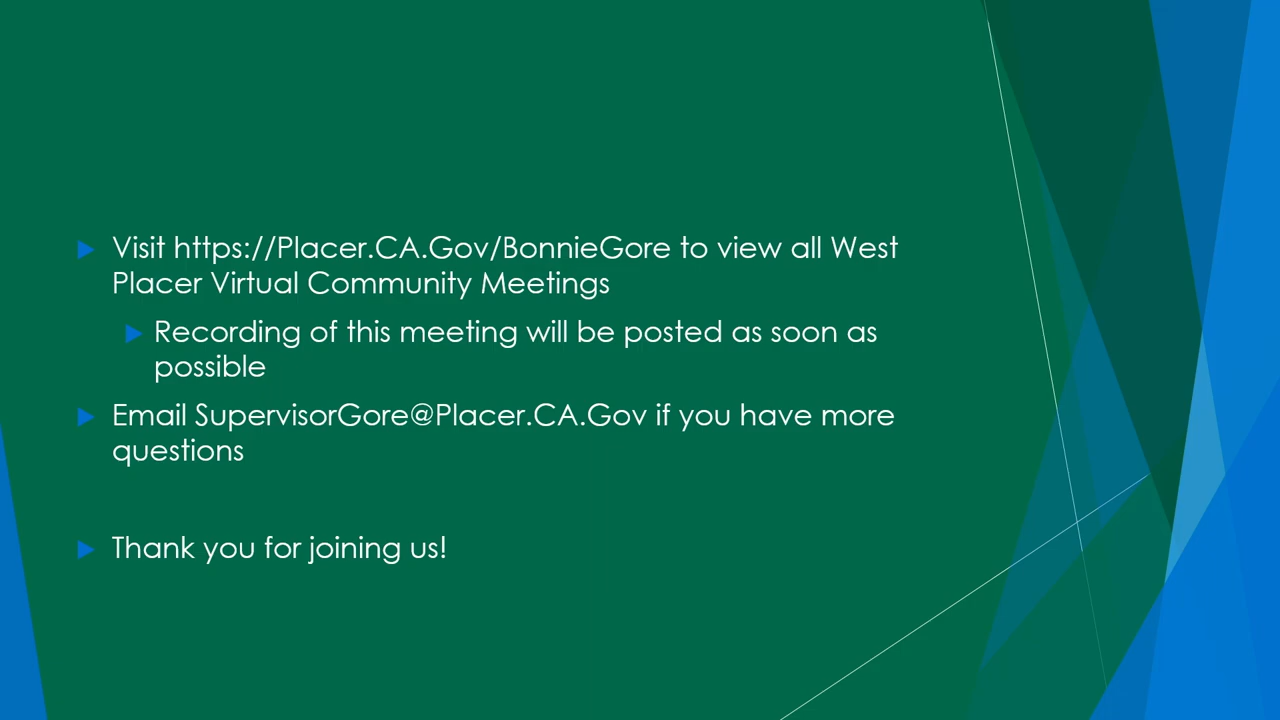 Visit https://Placer.CA.Gov/BonnieGore to view all West
Placer Virtual Community Meetings
Recording of this meeting will be posted as soon as
possible
Email SupervisorGore@Placer.CA.Gov if you have more
questions
Thank you for joining us!